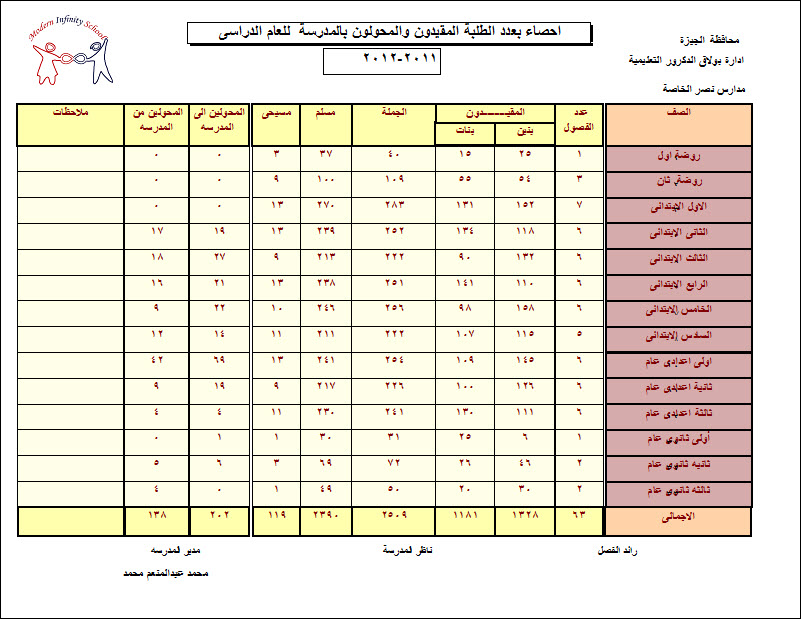 Modern Infinity Schools
احصاء بعدد الطلبة المقيدون والمحولون بالمدرسة للعام الدراسى
٢٠١١-٢٠١٢
محافظة الجيزة
ادارة بولاق الدكرور التعليمية
مدارس نصر الخاصة
الصف عدد الفصول المقيـــــدون الجملة مسلم مسيحى المحولين الى المدرسه المحولين من المدرسه ملاحظات
بنين بنات
روضة اول ١ ٢٥ ١٥ ٤٠ ٣٧ ٣ ٠ ٠
روضة ثان ٣ ٥٤ ٥٥ ١٠٩ ١٠٠ ٩ ٠ ٠
الاول الابتدائى ٧ ١٥٢ ١٣١ ٢٨٣ ٢٧٠ ١٣ ٠ ٠
الثانى الابتدائى ٦ ١١٨ ١٣٤ ٢٥٢ ٢٣٩ ١٣ ١٩ ١٧
الثالث الابتدائى ٦ ١٣٢ ٩٠ ٢٢٢ ٢١٣ ٩ ٢٧ ١٨
الرابع الابتدائى ٦ ١١٠ ١٤١ ٢٥١ ٢٣٨ ١٣ ٢١ ١٦
الخامس الابتدائى ٦ ١٥٨ ٩٨ ٢٥٦ ٢٤٦ ١٠ ٢٢ ٩
السادس الابتدائى ٥ ١١٥ ١٠٧ ٢٢٢ ٢١١ ١١ ١٤ ١٢
اولى اعدادى عام ٦ ١٤٥ ١٠٩ ٢٥٤ ٢٤١ ١٣ ٦٩ ٤٢
ثانية اعدادى عام ٦ ١٢٦ ١٠٠ ٢٢٦ ٢١٧ ٩ ١٩ ٩
ثالثة اعدادى عام ٦ ١١١ ١٣٠ ٢٤١ ٢٣٠ ١١ ٤ ٤
أولى ثانوى عام ١ ٦ ٢٥ ٣١ ٣٠ ١ ١ ٠
ثانيه ثانوى عام ٢ ٤٦ ٢٦ ٧٢ ٦٩ ٣ ٦ ٥
ثالثه ثانوى عام ٢ ٣٠ ٢٠ ٥٠ ٤٩ ١ ٠ ٤
الاجمالى ٦٣ ١٣٢٨ ١١٨١ ٢٥٠٩ ٢٣٩٠ ١١٩ ٢٠٢ ١٣٨
رائد الفصل ناظر المدرسة مدير المدرسه
محمد عبدالمنعم محمد